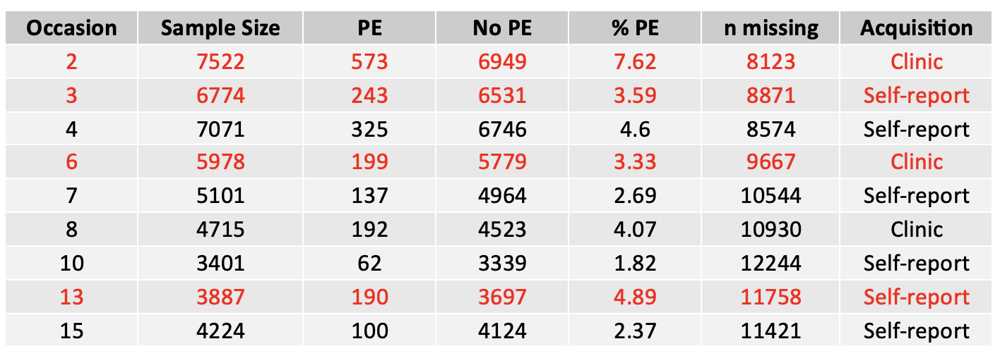 Occasion Sample Size PE No PE % PE n missing Acquisition
2 7522 573 6949 7.62 8123 Clinic
3 6774 243 6531 3.59 8871 Self-report
4 7071 325 6746 4.6 8574 Self-report
6 5978 199 5779 3.33 9667 Clinic
7 5101 137 4964 2.69 10544 Self-report
8 4715 192 4523 4.07 10930 Clinic
10 3401 62 3339 1.82 12244 Self-report
13 3887 190 3697 4.89 11758 Self-report
15 4224 100 4124 2.37 11421 Self-report